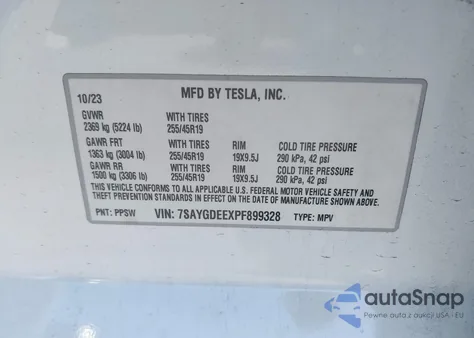 10/23 MFD BY TESLA, INC.
GVWR WITH TIRES
2369 kg (5224 lb) 255/45R19
GAWR FRT WITH TIRES RIM COLD TIRE PRESSURE
1363 kg (3004 lb) 255/45R19 19X9.5J 290 kPa, 42 psi
GAWR RR WITH TIRES RIM COLD TIRE PRESSURE
1500 kg (3306 lb) 255/45R19 19X9.5J 290 kPa, 42 psi
THIS VEHICLE CONFORMS TO ALL APPLICABLE U.S. FEDERAL MOTOR VEHICLE SAFETY AND
THEFT PREVENTION STANDARDS IN EFFECT ON THE DATE OF MANUFACTURE SHOWN ABOVE.
PNT: PPSW VIN: 7SAYGDEEXPF899328 TYPE: MPV
autoSnap
Pewne auta z USA i EU